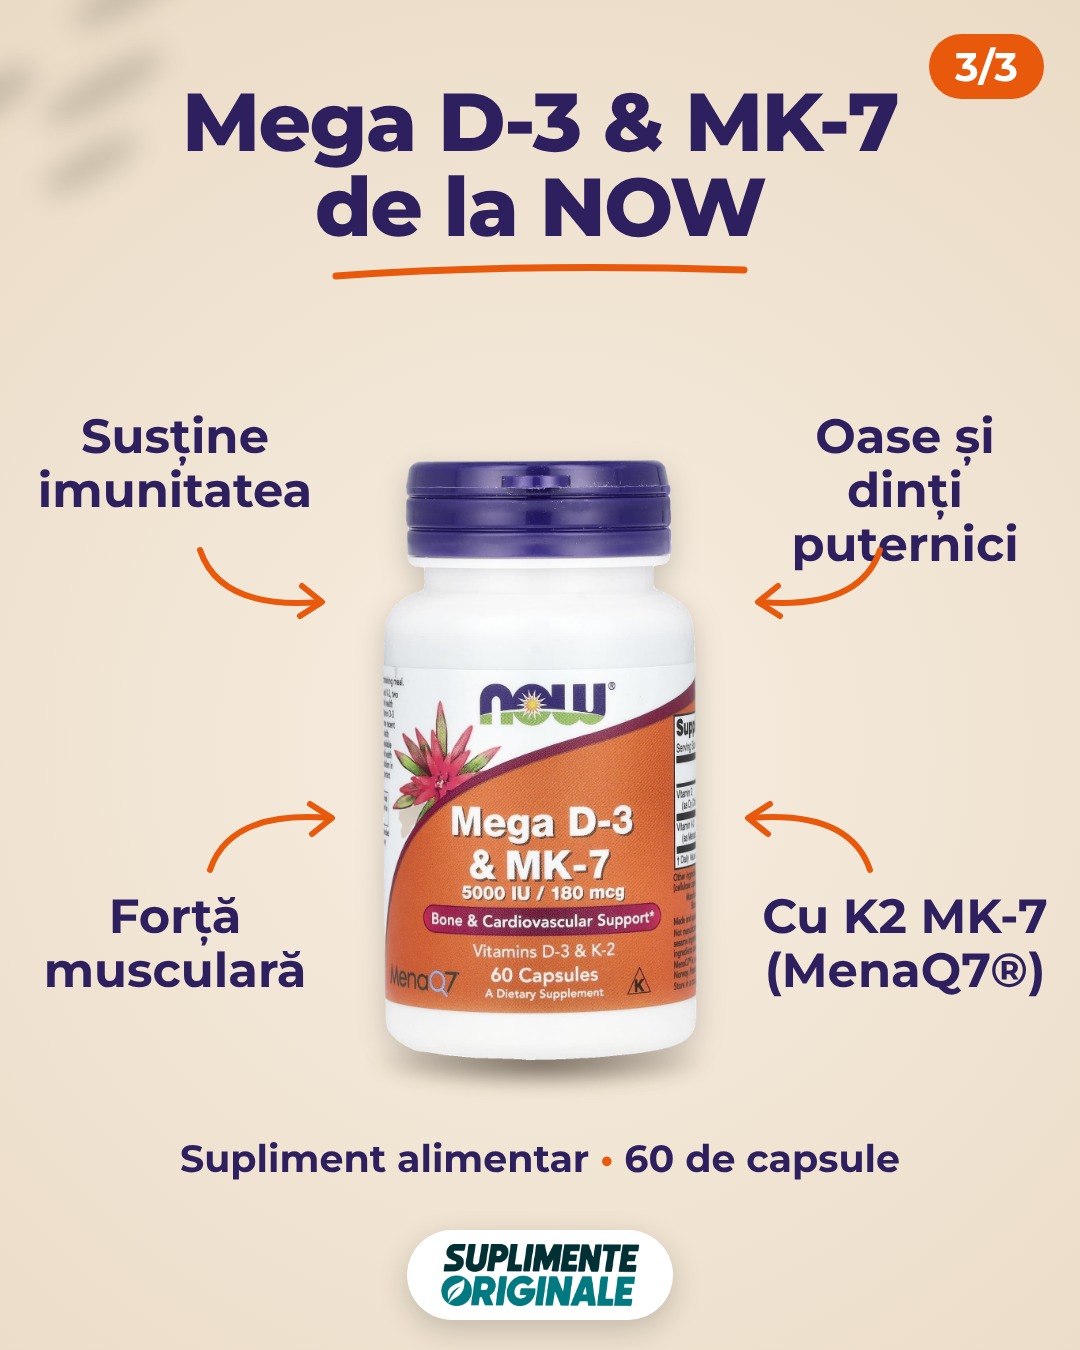 3/3
Mega D-3 & MK-7
de la NOW
Susține
imunitatea
Oase și
dinți
puternici
NOW®
Mega D-3
& MK-7
5000 IU / 180 mcg
Bone & Cardiovascular Support*
Vitamins D-3 & K-2
MenaQ7
60 Capsules
A Dietary Supplement
K
Forță
musculară
Cu K2 MK-7
(MenaQ7®)
Supliment alimentar • 60 de capsule
SUPLIMENTE
ORIGINALE